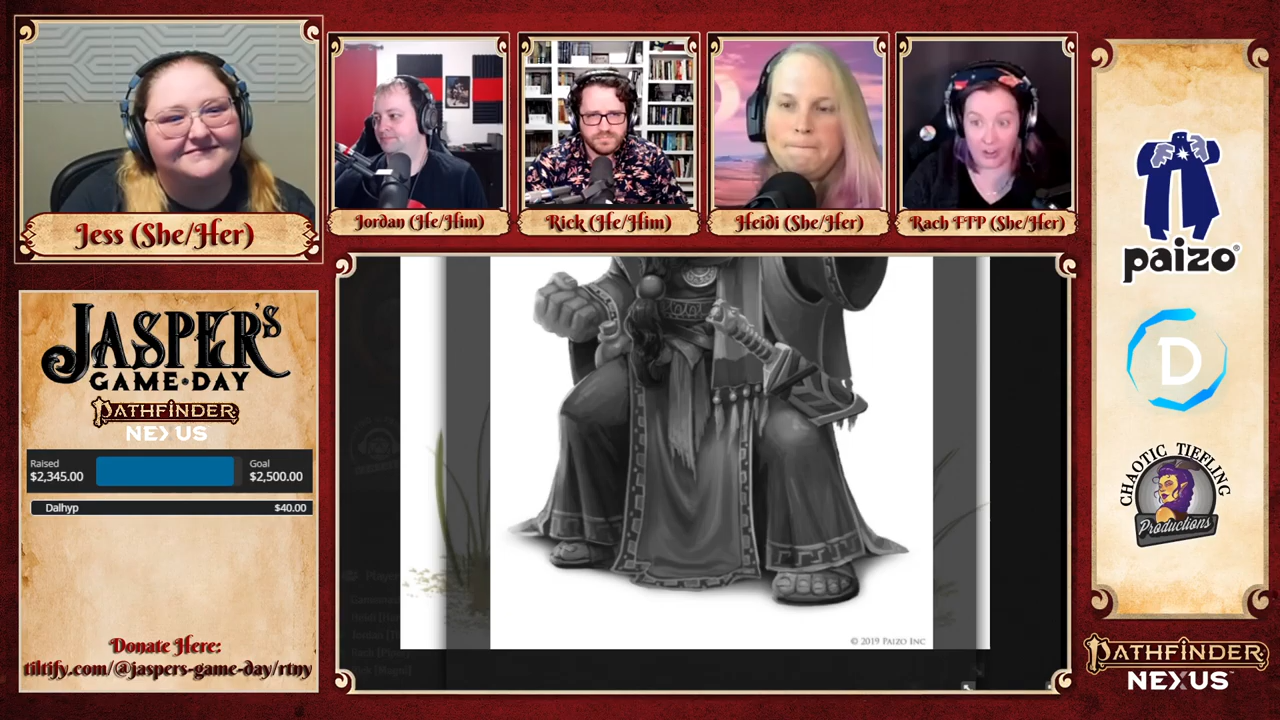 Jess (She/Her)
Jordan (He/Him)
Rick (He/Him)
Heidi (She/Her)
Rach FTP (She/Her)
JASPER'S
GAME·DAY
PATHFINDER
NEXUS
Raised
$2,345.00
Goal
$2,500.00
Dalhyp
$40.00
Donate Here:
tiltify.com/@jaspers-game-day/rtny
© 2019 PAIZO INC
paizo®
D
CHAOTIC TIEFLING
Productions
PATHFINDER
NEXUS